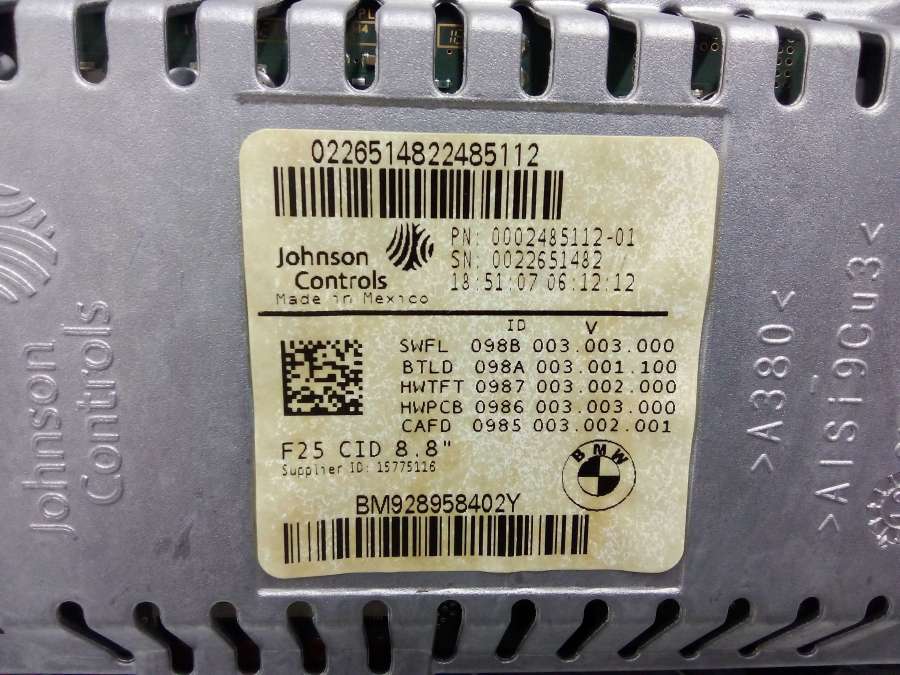 0226514822485112
Johnson
Controls
Made in Mexico
PN: 0002485112-01
SN: 0022651482
18:51:07 06:12:12
ID V
SWFL 098B 003.003.000
BTLD 098A 003.001.100
HWTFT 0987 003.002.000
HWPCB 0986 003.003.000
CAFD 0985 003.002.001
F25 CID 8.8"
Supplier ID: 15775116
BMW
BM928958402Y
Johnson
Controls
>A380<
>AlSi9Cu3<